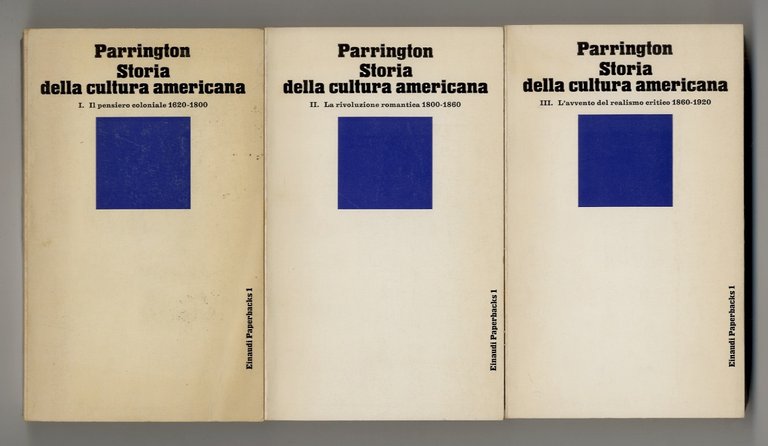 Parrington
Storia
della cultura americana
I. Il pensiero coloniale 1620-1800
Einaudi Paperbacks 1
Parrington
Storia
della cultura americana
II. La rivoluzione romantica 1800-1860
Einaudi Paperbacks 1
Parrington
Storia
della cultura americana
III. L'avvento del realismo critico 1860-1920
Einaudi Paperbacks 1